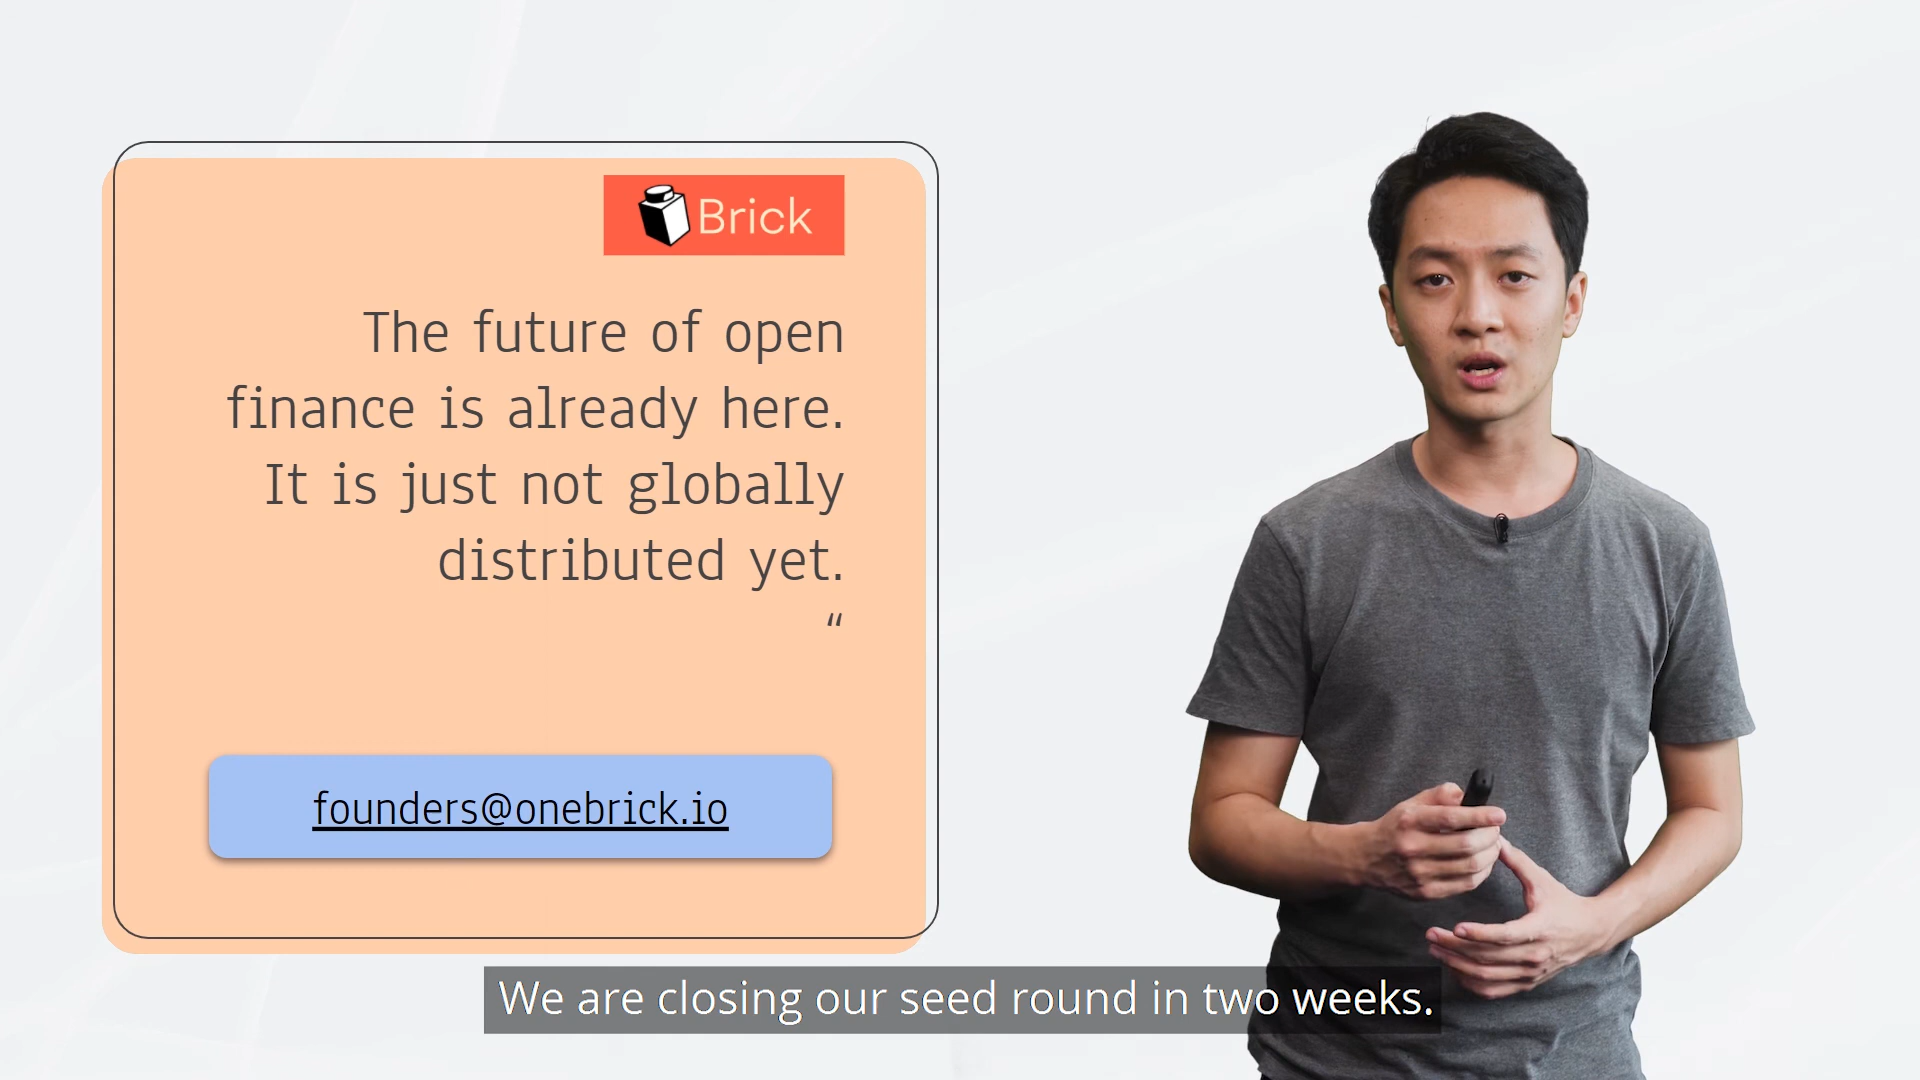 Brick
The future of open
finance is already here.
It is just not globally
distributed yet.
“
founders@onebrick.io
We are closing our seed round in two weeks.